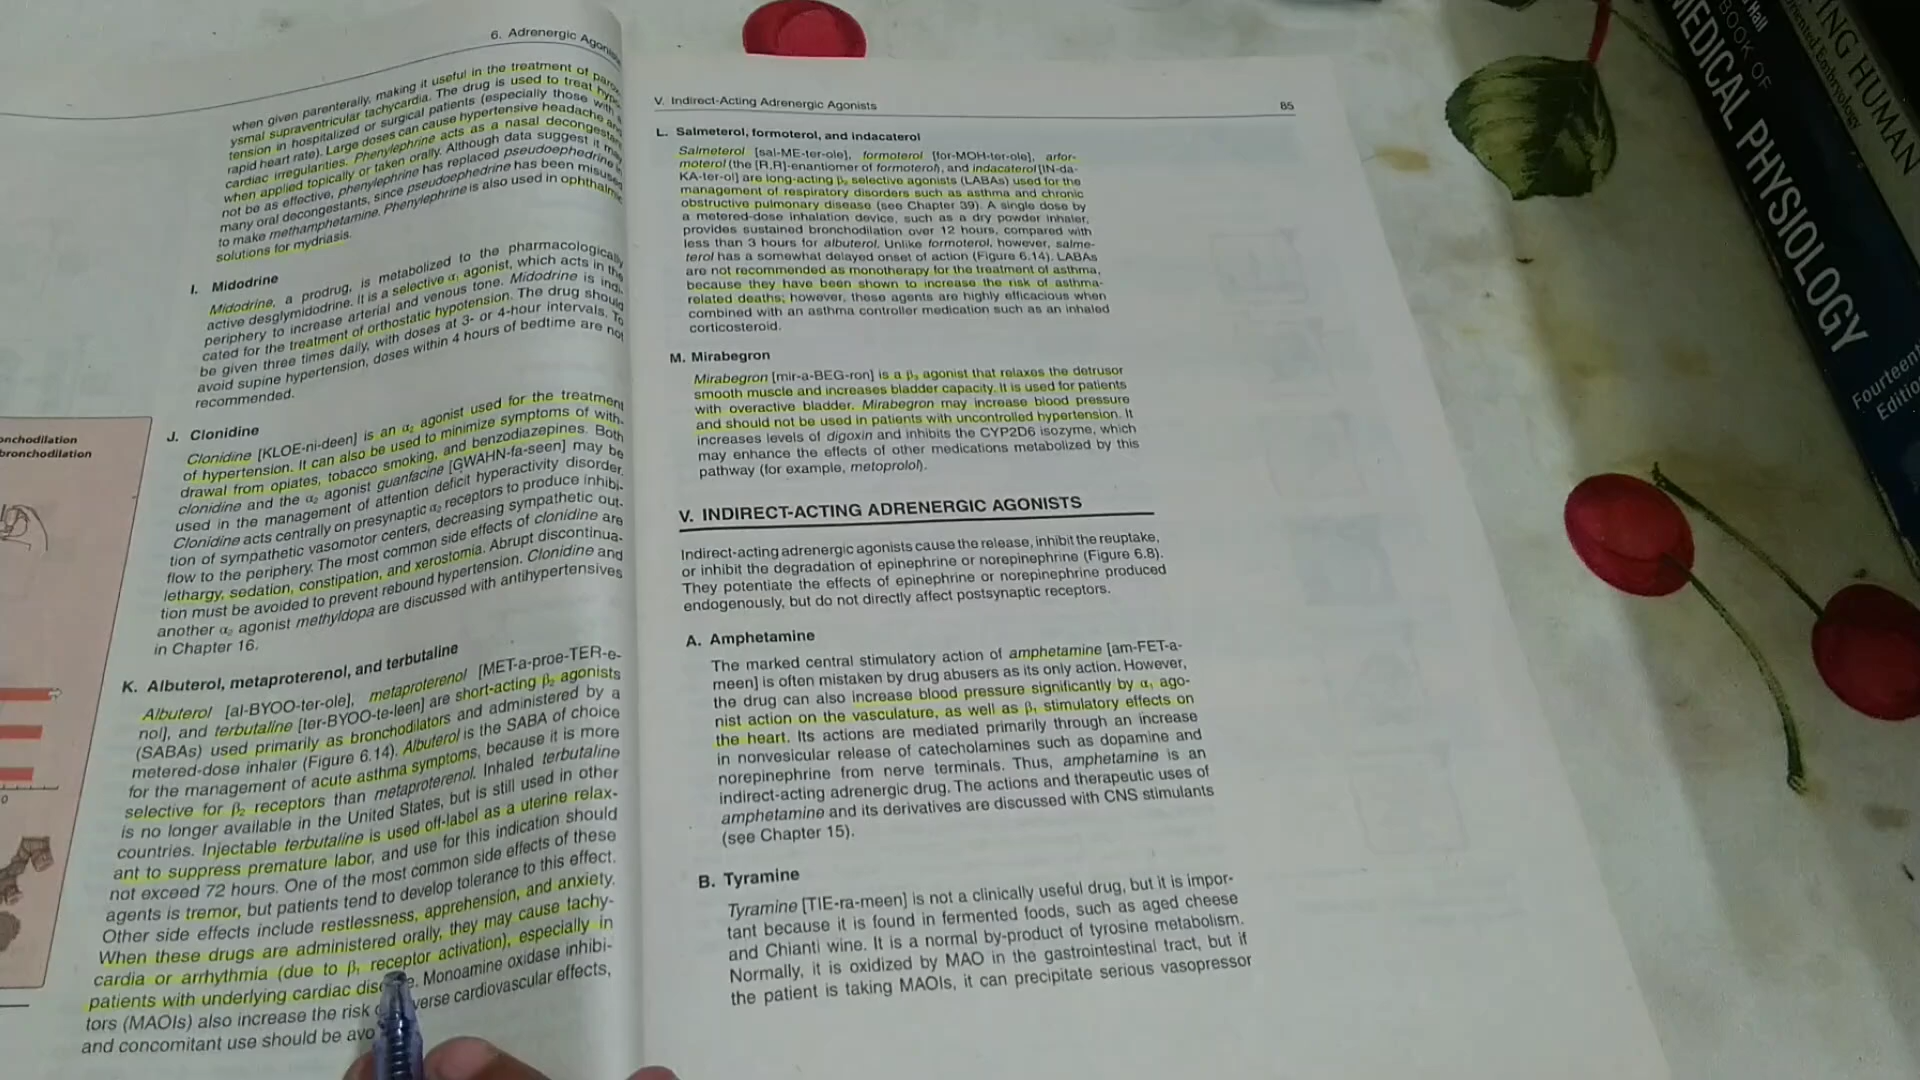 6. Adrenergic
when given parenterally, making it useful in the treatment of
ysmal supraventricular tachycardia. The drug is used to treat
tension in hospitalized or surgical patients (especially those with
rapid heart rate). Large doses can cause hypertensive headache
cardiac irregularities. Phenylephrine acts as a nasal
when applied topically or taken orally. Although data suggest it
not be as effective, phenylephrine has replaced pseudoephedrine
many oral decongestants, since pseudoephedrine has been misused
to make methamphetamine. Phenylephrine is also used in
solutions for mydriasis.
I. Midodrine
Midodrine, a prodrug, is metabolized to the pharmacologically
active desglymidodrine. It is a selective α₁ agonist, which acts in the
periphery to increase arterial and venous tone. Midodrine is
cated for the treatment of orthostatic hypotension. The drug should
be given three times daily, with doses at 3- or 4-hour intervals. To
avoid supine hypertension, doses within 4 hours of bedtime are not
recommended.
J. Clonidine
Clonidine [KLOE-ni-deen] is an α₂ agonist used for the treatment
of hypertension. It can also be used to minimize symptoms of with-
drawal from opiates, tobacco smoking, and benzodiazepines. Both
clonidine and the α₂ agonist guanfacine [GWAHN-fa-seen] may be
used in the management of attention deficit hyperactivity disorder.
Clonidine acts centrally on presynaptic α₂ receptors to produce inhibi-
tion of sympathetic vasomotor centers, decreasing sympathetic out-
flow to the periphery. The most common side effects of clonidine are
lethargy, sedation, constipation, and xerostomia. Abrupt discontinua-
tion must be avoided to prevent rebound hypertension. Clonidine and
another α₂ agonist methyldopa are discussed with antihypertensives
in Chapter 16.
K. Albuterol, metaproterenol, and terbutaline
Albuterol [al-BYOO-ter-ole], metaproterenol [MET-a-proe-TER-e-
nol], and terbutaline [ter-BYOO-te-leen] are short-acting β₂ agonists
(SABAs) used primarily as bronchodilators and administered by a
metered-dose inhaler (Figure 6.14). Albuterol is the SABA of choice
for the management of acute asthma symptoms, because it is more
selective for β₂ receptors than metaproterenol. Inhaled terbutaline
is no longer available in the United States, but is still used in other
countries. Injectable terbutaline is used off-label as a uterine relax-
ant to suppress premature labor, and use for this indication should
not exceed 72 hours. One of the most common side effects of these
agents is tremor, but patients tend to develop tolerance to this effect.
Other side effects include restlessness, apprehension, and anxiety.
When these drugs are administered orally, they may cause tachy-
cardia or arrhythmia (due to β₁ receptor activation), especially in
patients with underlying cardiac Monoamine oxidase inhibi-
tors (MAOIs) also increase the risk cardiovascular effects,
and concomitant use should be
nchodilation
bronchodilation
0
V. Indirect-Acting Adrenergic Agonists 85
L. Salmeterol, formoterol, and indacaterol
Salmeterol [sal-ME-ter-ole], formoterol [for-MOH-ter-ole], arfor-
moterol (the [R,R]-enantiomer of formoterol), and indacaterol [IN-da-
KA-ter-ol] are long-acting β₂ selective agonists (LABAs) used for the
management of respiratory disorders such as asthma and chronic
obstructive pulmonary disease (see Chapter 39). A single dose by
a metered-dose inhalation device, such as a dry powder inhaler,
provides sustained bronchodilation over 12 hours, compared with
less than 3 hours for albuterol. Unlike formoterol, however, salme-
terol has a somewhat delayed onset of action (Figure 6.14). LABAs
are not recommended as monotherapy for the treatment of asthma,
because they have been shown to increase the risk of asthma-
related deaths; however, these agents are highly efficacious when
combined with an asthma controller medication such as an inhaled
corticosteroid.
M. Mirabegron
Mirabegron [mir-a-BEG-ron] is a β₃ agonist that relaxes the detrusor
smooth muscle and increases bladder capacity. It is used for patients
with overactive bladder. Mirabegron may increase blood pressure
and should not be used in patients with uncontrolled hypertension. It
increases levels of digoxin and inhibits the CYP2D6 isozyme, which
may enhance the effects of other medications metabolized by this
pathway (for example, metoprolol).
V. INDIRECT-ACTING ADRENERGIC AGONISTS
Indirect-acting adrenergic agonists cause the release, inhibit the reuptake,
or inhibit the degradation of epinephrine or norepinephrine (Figure 6.8).
They potentiate the effects of epinephrine or norepinephrine produced
endogenously, but do not directly affect postsynaptic receptors.
A. Amphetamine
The marked central stimulatory action of amphetamine [am-FET-a-
meen] is often mistaken by drug abusers as its only action. However,
the drug can also increase blood pressure significantly by α₁ ago-
nist action on the vasculature, as well as β₁ stimulatory effects on
the heart. Its actions are mediated primarily through an increase
in nonvesicular release of catecholamines such as dopamine and
norepinephrine from nerve terminals. Thus, amphetamine is an
indirect-acting adrenergic drug. The actions and therapeutic uses of
amphetamine and its derivatives are discussed with CNS stimulants
(see Chapter 15).
B. Tyramine
Tyramine [TIE-ra-meen] is not a clinically useful drug, but it is impor-
tant because it is found in fermented foods, such as aged cheese
and Chianti wine. It is a normal by-product of tyrosine metabolism.
Normally, it is oxidized by MAO in the gastrointestinal tract, but if
the patient is taking MAOIs, it can precipitate serious vasopressor
Hall
BOOK OF
MEDICAL PHYSIOLOGY
Fourteenth
Edition
HUMAN
Embryology